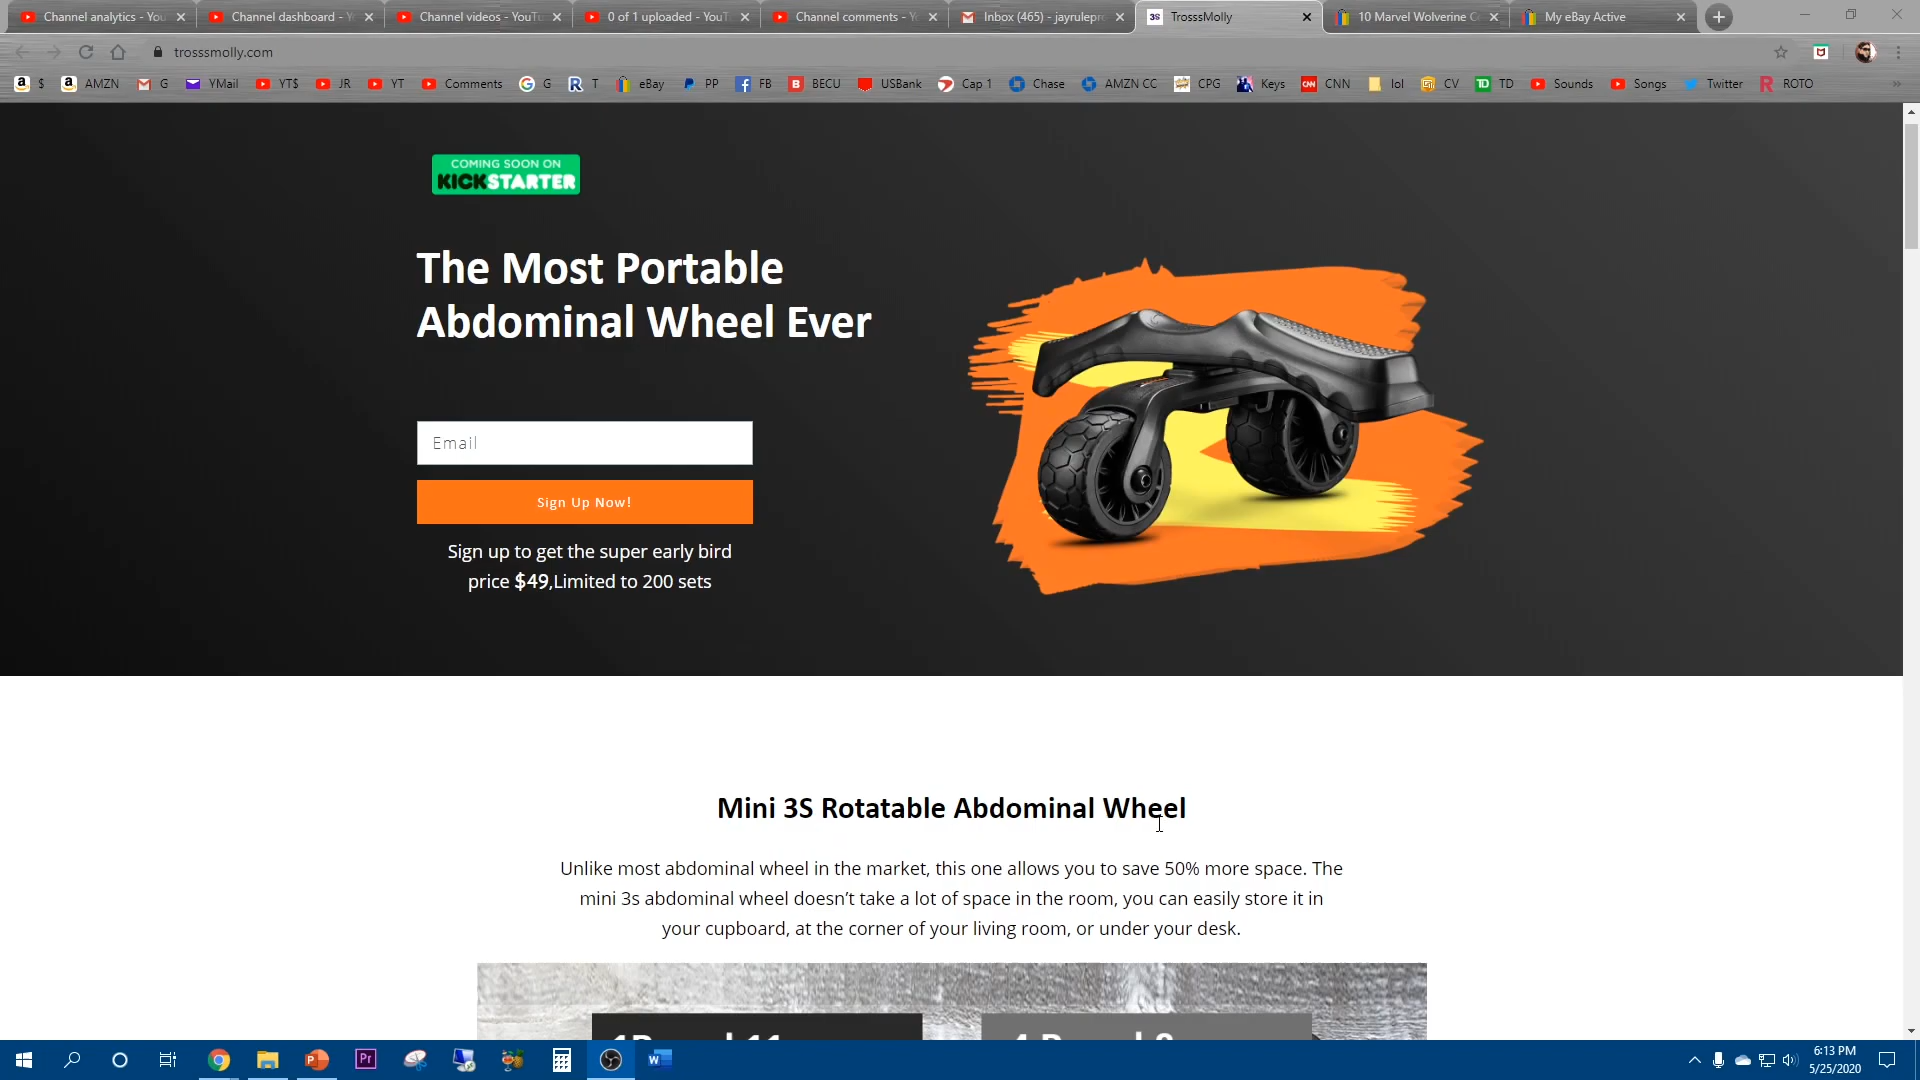 Channel analytics - You
Channel dashboard - Y
Channel videos - YouTu
0 of 1 uploaded - YouT
Channel comments - Y
Inbox (465) - jayrulepr
3S TrosssMolly
10 Marvel Wolverine C
My eBay Active
trosssmolly.com
$ AMZN G YMail YT$ JR YT Comments G T eBay PP FB BECU USBank Cap 1 Chase AMZN CC CPG Keys CNN lol CV TD Sounds Songs Twitter ROTO
COMING SOON ON
KICKSTARTER
The Most Portable
Abdominal Wheel Ever
Email
Sign Up Now!
Sign up to get the super early bird
price $49,Limited to 200 sets
Mini 3S Rotatable Abdominal Wheel
Unlike most abdominal wheel in the market, this one allows you to save 50% more space. The
mini 3s abdominal wheel doesn’t take a lot of space in the room, you can easily store it in
your cupboard, at the corner of your living room, or under your desk.
6:13 PM
5/25/2020